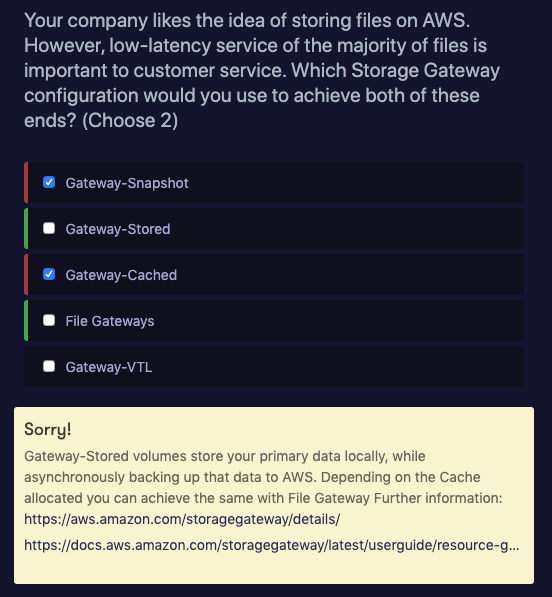 Your company likes the idea of storing files on AWS.
However, low-latency service of the majority of files is
important to customer service. Which Storage Gateway
configuration would you use to achieve both of these
ends? (Choose 2)
Gateway-Snapshot
Gateway-Stored
Gateway-Cached
File Gateways
Gateway-VTL
Sorry!
Gateway-Stored volumes store your primary data locally, while
asynchronously backing up that data to AWS. Depending on the Cache
allocated you can achieve the same with File Gateway Further information:
https://aws.amazon.com/storagegateway/details/
https://docs.aws.amazon.com/storagegateway/latest/userguide/resource-g...